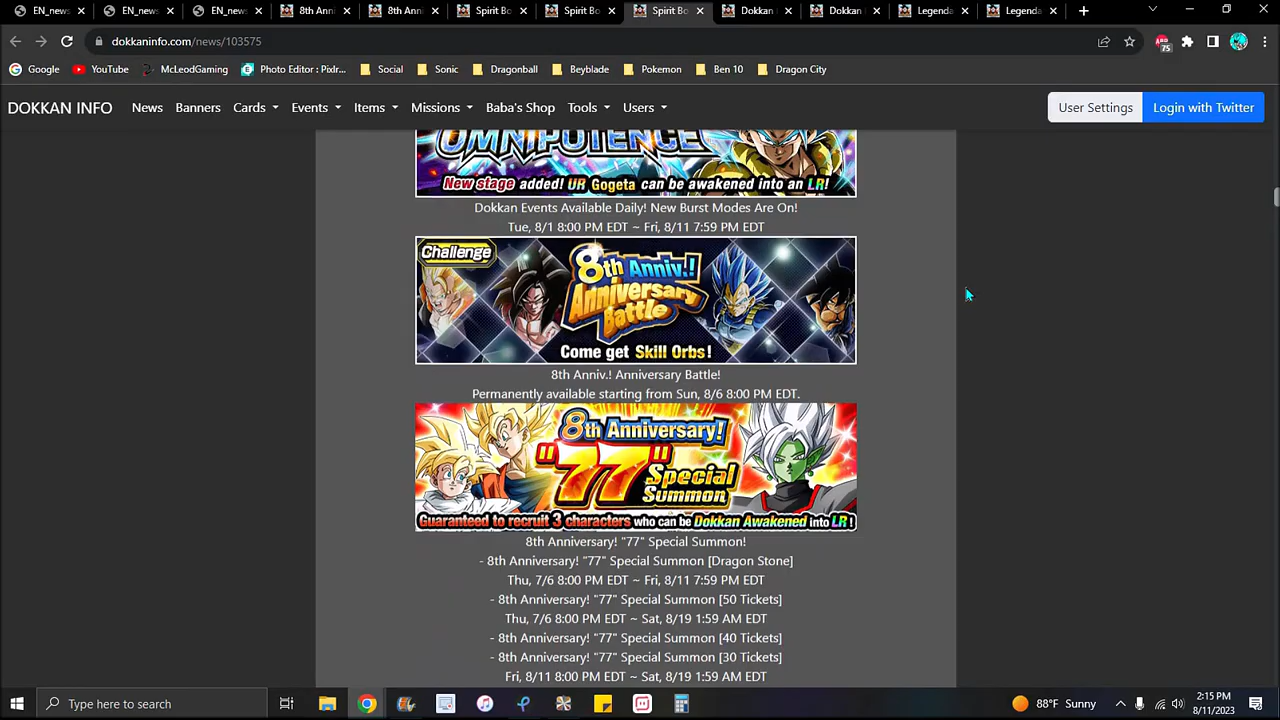 EN_news
EN_news
EN_news
8th Anni
8th Anni
Spirit Bo
Spirit Bo
Spirit Bo
Dokkan
Dokkan
Legenda
Legenda
dokkaninfo.com/news/103575
75
Google
YouTube
McLeodGaming
Photo Editor : Pixlr...
Social
Sonic
Dragonball
Beyblade
Pokemon
Ben 10
Dragon City
DOKKAN INFO
News
Banners
Cards
Events
Items
Missions
Baba's Shop
Tools
Users
User Settings
Login with Twitter
OMNIPOTENCE
New stage added! UR Gogeta can be awakened into an LR!
Dokkan Events Available Daily! New Burst Modes Are On!
Tue, 8/1 8:00 PM EDT ~ Fri, 8/11 7:59 PM EDT
Challenge
8th Anniv.!
Anniversary
Battle
Come get Skill Orbs!
8th Anniv.! Anniversary Battle!
Permanently available starting from Sun, 8/6 8:00 PM EDT.
8th Anniversary!
"77" Special
Summon
Guaranteed to recruit 3 characters who can be Dokkan Awakened into LR!
8th Anniversary! "77" Special Summon!
- 8th Anniversary! "77" Special Summon [Dragon Stone]
Thu, 7/6 8:00 PM EDT ~ Fri, 8/11 7:59 PM EDT
- 8th Anniversary! "77" Special Summon [50 Tickets]
Thu, 7/6 8:00 PM EDT ~ Sat, 8/19 1:59 AM EDT
- 8th Anniversary! "77" Special Summon [40 Tickets]
- 8th Anniversary! "77" Special Summon [30 Tickets]
Fri, 8/11 8:00 PM EDT ~ Sat, 8/19 1:59 AM EDT
Type here to search
88°F Sunny
2:15 PM
8/11/2023